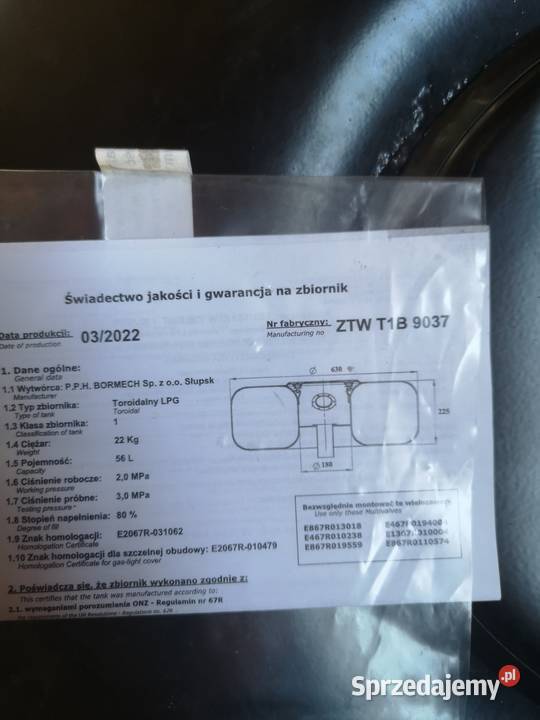 Świadectwo jakości i gwarancja na zbiornik
Data produkcji: 03/2022
Date of production
Nr fabryczny: ZTW T1B 9037
Manufacturing no
1. Dane ogólne:
General data
1.1 Wytwórca: P.P.H. BORMECH Sp. z o.o. Słupsk
Manufacturer
1.2 Typ zbiornika: Toroidalny LPG
Type of tank Toroidal
1.3 Klasa zbiornika: 1
Classification of tank
1.4 Ciężar: 22 Kg
Weight
1.5 Pojemność: 56 L
Capacity
1.6 Ciśnienie robocze: 2,0 MPa
Working pressure
1.7 Ciśnienie próbne: 3,0 MPa
Testing pressure
1.8 Stopień napełnienia: 80 %
Degree of fill
1.9 Znak homologacji: E2067R-031062
Homologation Certificate
1.10 Znak homologacji dla szczelnej obudowy: E2067R-010479
Homologation Certificate for gas-tight cover
∅ 630
225
∅ 180
Bezwzględnie montować te wielozawory
Use only these Multivalves
E867R013018 E467R019400
E467R010238
E867R019559 E867R0110574
2. Poświadcza się, że zbiornik wykonano zgodnie z:
This certifies that the tank was manufactured according to:
2.1. wymaganiami porozumienia ONZ - Regulamin nr 67R
Sprzedajemy.pl